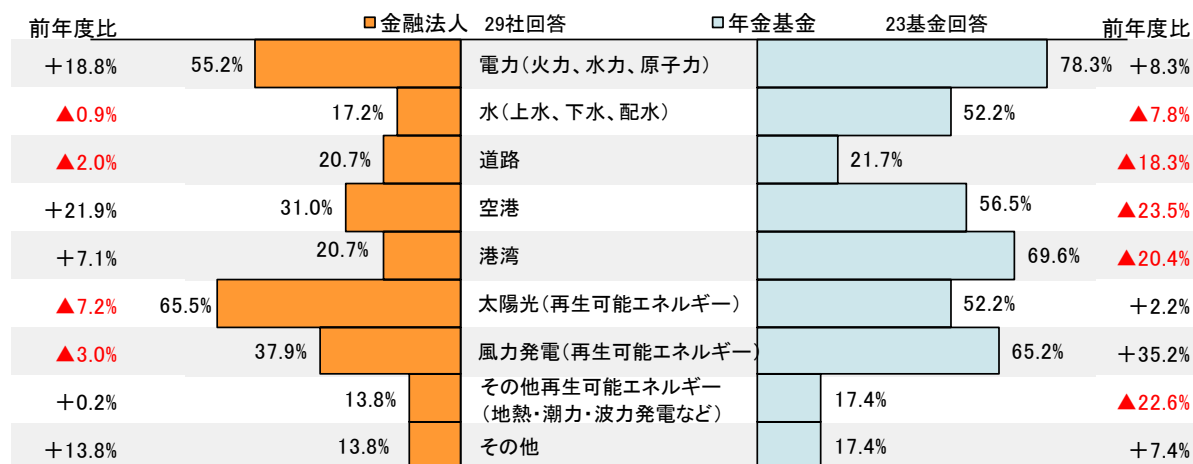 前年度比 ■金融法人 29社回答 ■年金基金 23基金回答 前年度比
+18.8% 55.2% 電力(火力、水力、原子力) 78.3% +8.3%
▲0.9% 17.2% 水(上水、下水、配水) 52.2% ▲7.8%
▲2.0% 20.7% 道路 21.7% ▲18.3%
+21.9% 31.0% 空港 56.5% ▲23.5%
+7.1% 20.7% 港湾 69.6% ▲20.4%
▲7.2% 65.5% 太陽光(再生可能エネルギー) 52.2% +2.2%
▲3.0% 37.9% 風力発電(再生可能エネルギー) 65.2% +35.2%
+0.2% 13.8% その他再生可能エネルギー 17.4% ▲22.6%
(地熱・潮力・波力発電など)
+13.8% 13.8% その他 17.4% +7.4%